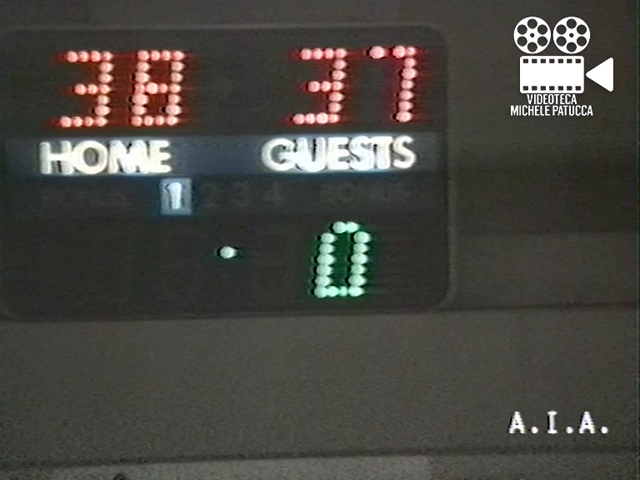 38 37
VIDEOTECA
MICHELE PATUCCA
HOME GUESTS
1 2 3 4
. 0
A.I.A.